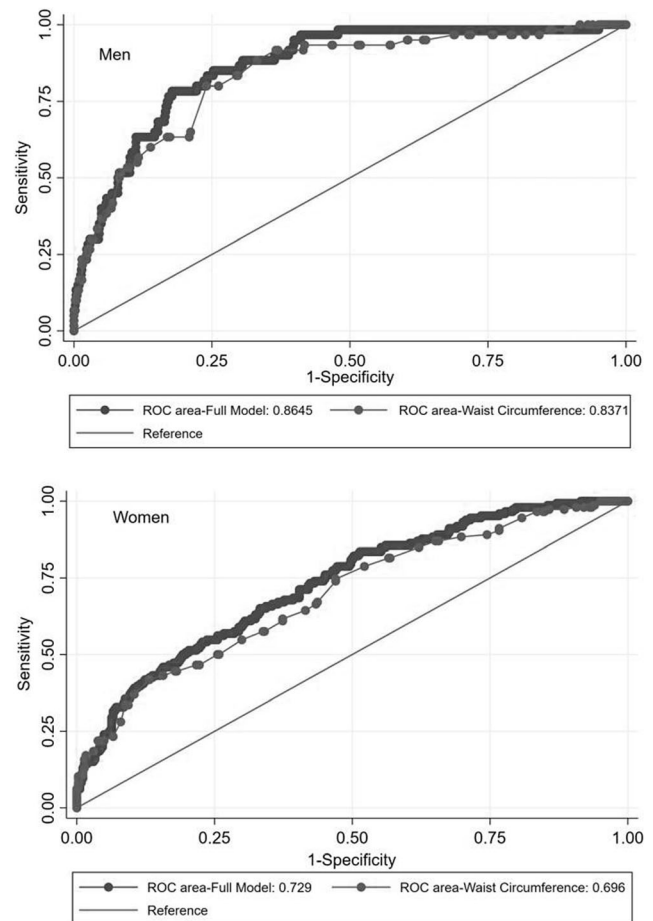 Men
1.00
0.75
0.50
0.25
0.00
Sensitivity
0.00 0.25 0.50 0.75 1.00
1-Specificity
ROC area-Full Model: 0.8645 ROC area-Waist Circumference: 0.8371
Reference
Women
1.00
0.75
0.50
0.25
0.00
Sensitivity
0.00 0.25 0.50 0.75 1.00
1-Specificity
ROC area-Full Model: 0.729 ROC area-Waist Circumference: 0.696
Reference